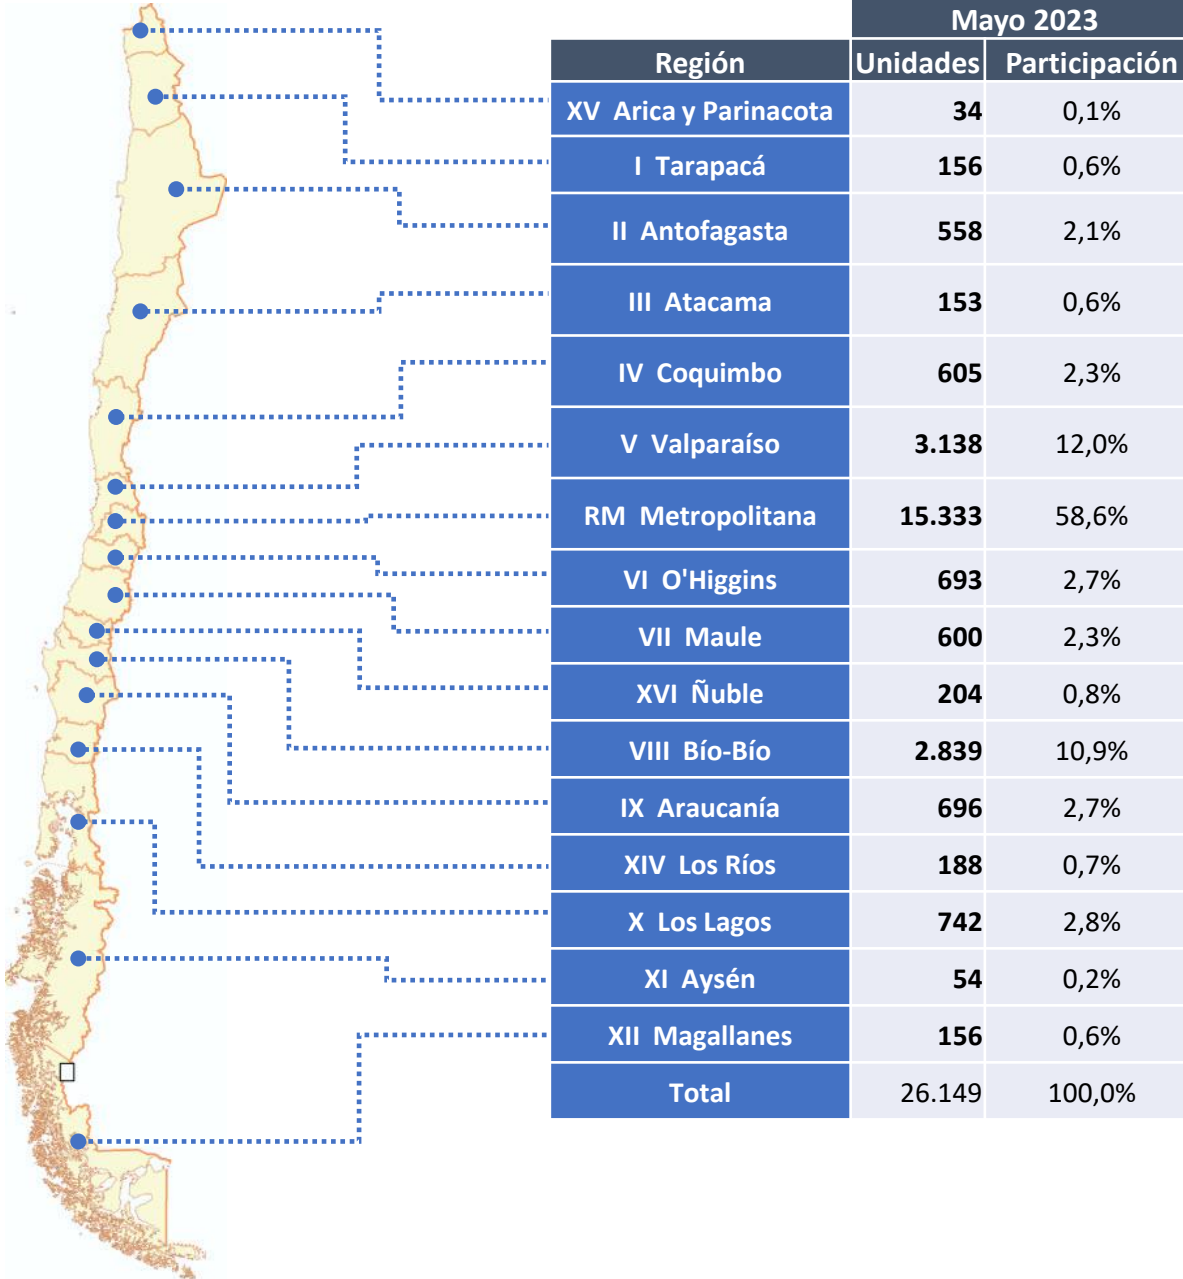 Mayo 2023
Región Unidades Participación
XV Arica y Parinacota 34 0,1%
I Tarapacá 156 0,6%
II Antofagasta 558 2,1%
III Atacama 153 0,6%
IV Coquimbo 605 2,3%
V Valparaíso 3.138 12,0%
RM Metropolitana 15.333 58,6%
VI O'Higgins 693 2,7%
VII Maule 600 2,3%
XVI Ñuble 204 0,8%
VIII Bío-Bío 2.839 10,9%
IX Araucanía 696 2,7%
XIV Los Ríos 188 0,7%
X Los Lagos 742 2,8%
XI Aysén 54 0,2%
XII Magallanes 156 0,6%
Total 26.149 100,0%